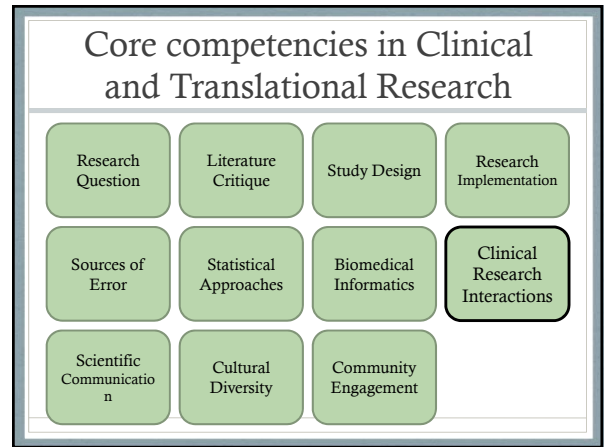 Core competencies in Clinical
and Translational Research
Research
Question
Literature
Critique
Study Design
Research
Implementation
Sources of
Error
Statistical
Approaches
Biomedical
Informatics
Clinical
Research
Interactions
Scientific
Communicatio
n
Cultural
Diversity
Community
Engagement